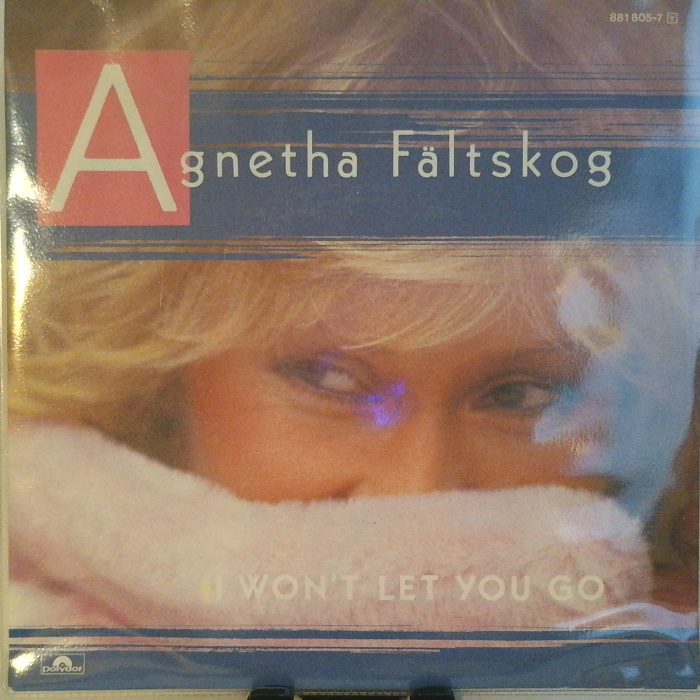 881 805-7 Y
Agnetha Fältskog
I WON'T LET YOU GO
Polydor